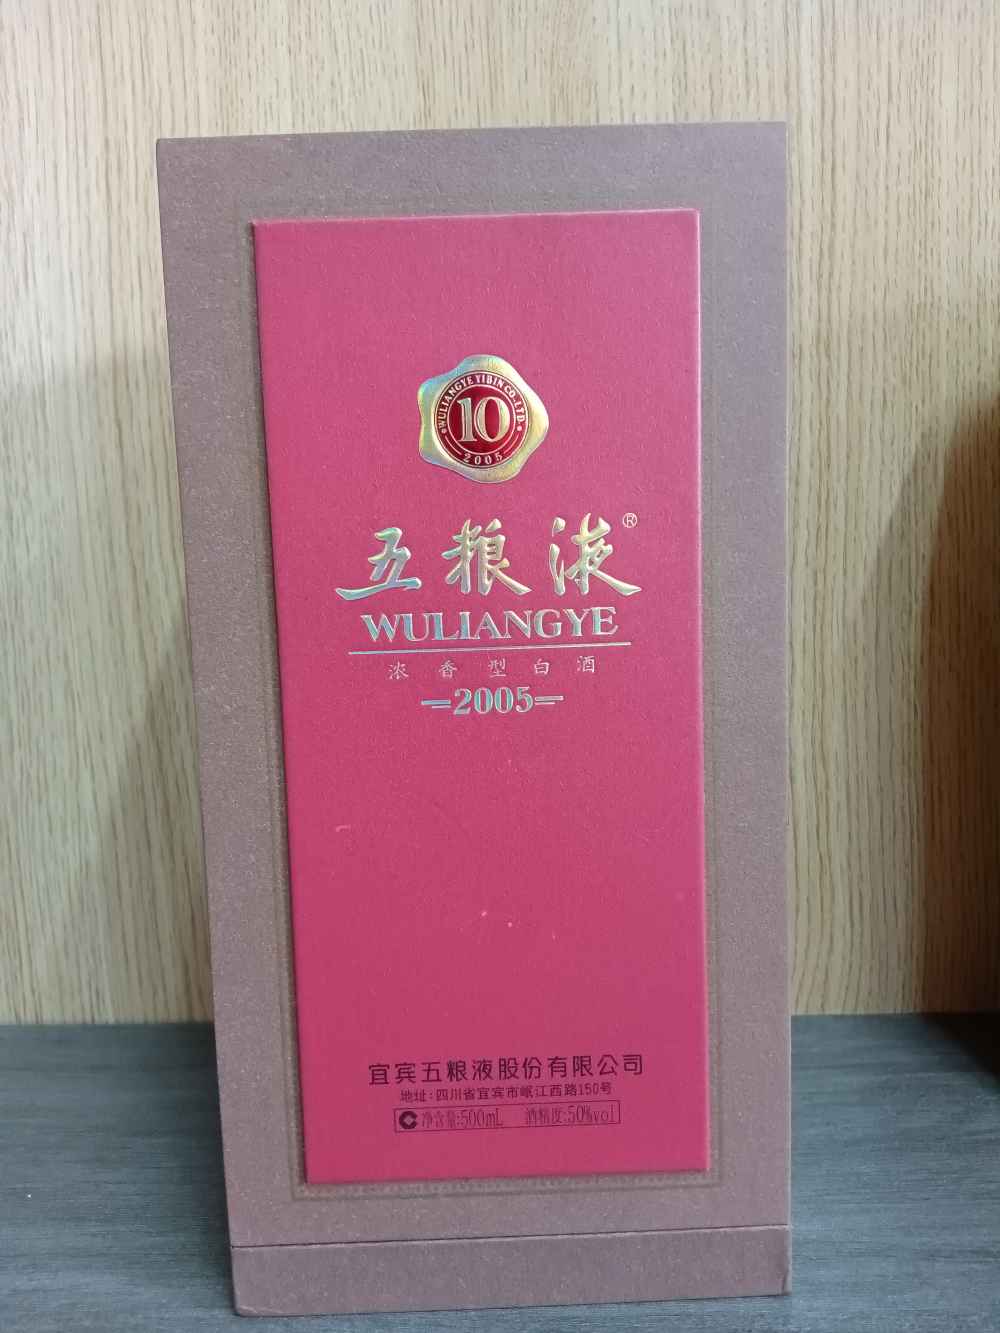 WULIANGYE YIBIN CO.,LTD.
10
2005
五粮液®
WULIANGYE
浓香型白酒
2005
宜宾五粮液股份有限公司
地址:四川省宜宾市岷江西路150号
C 净含量:500mL 酒精度:50%vol